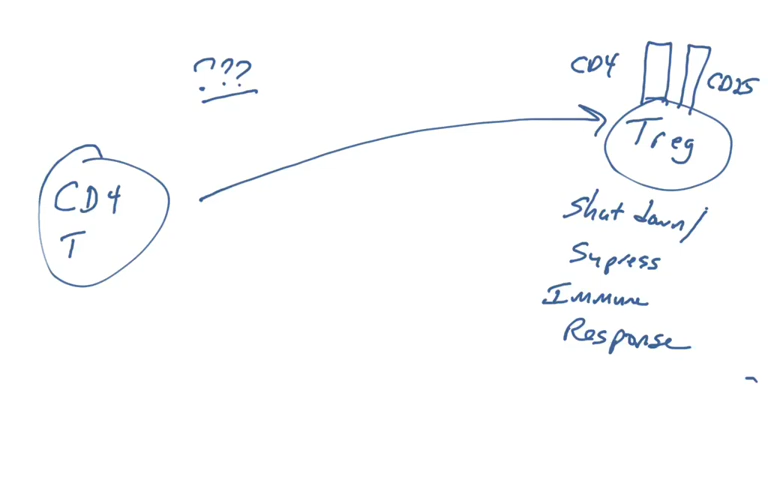 ???
CD4
CD25
Treg
CD4
T
Shut down/
Supress
Immune
Response